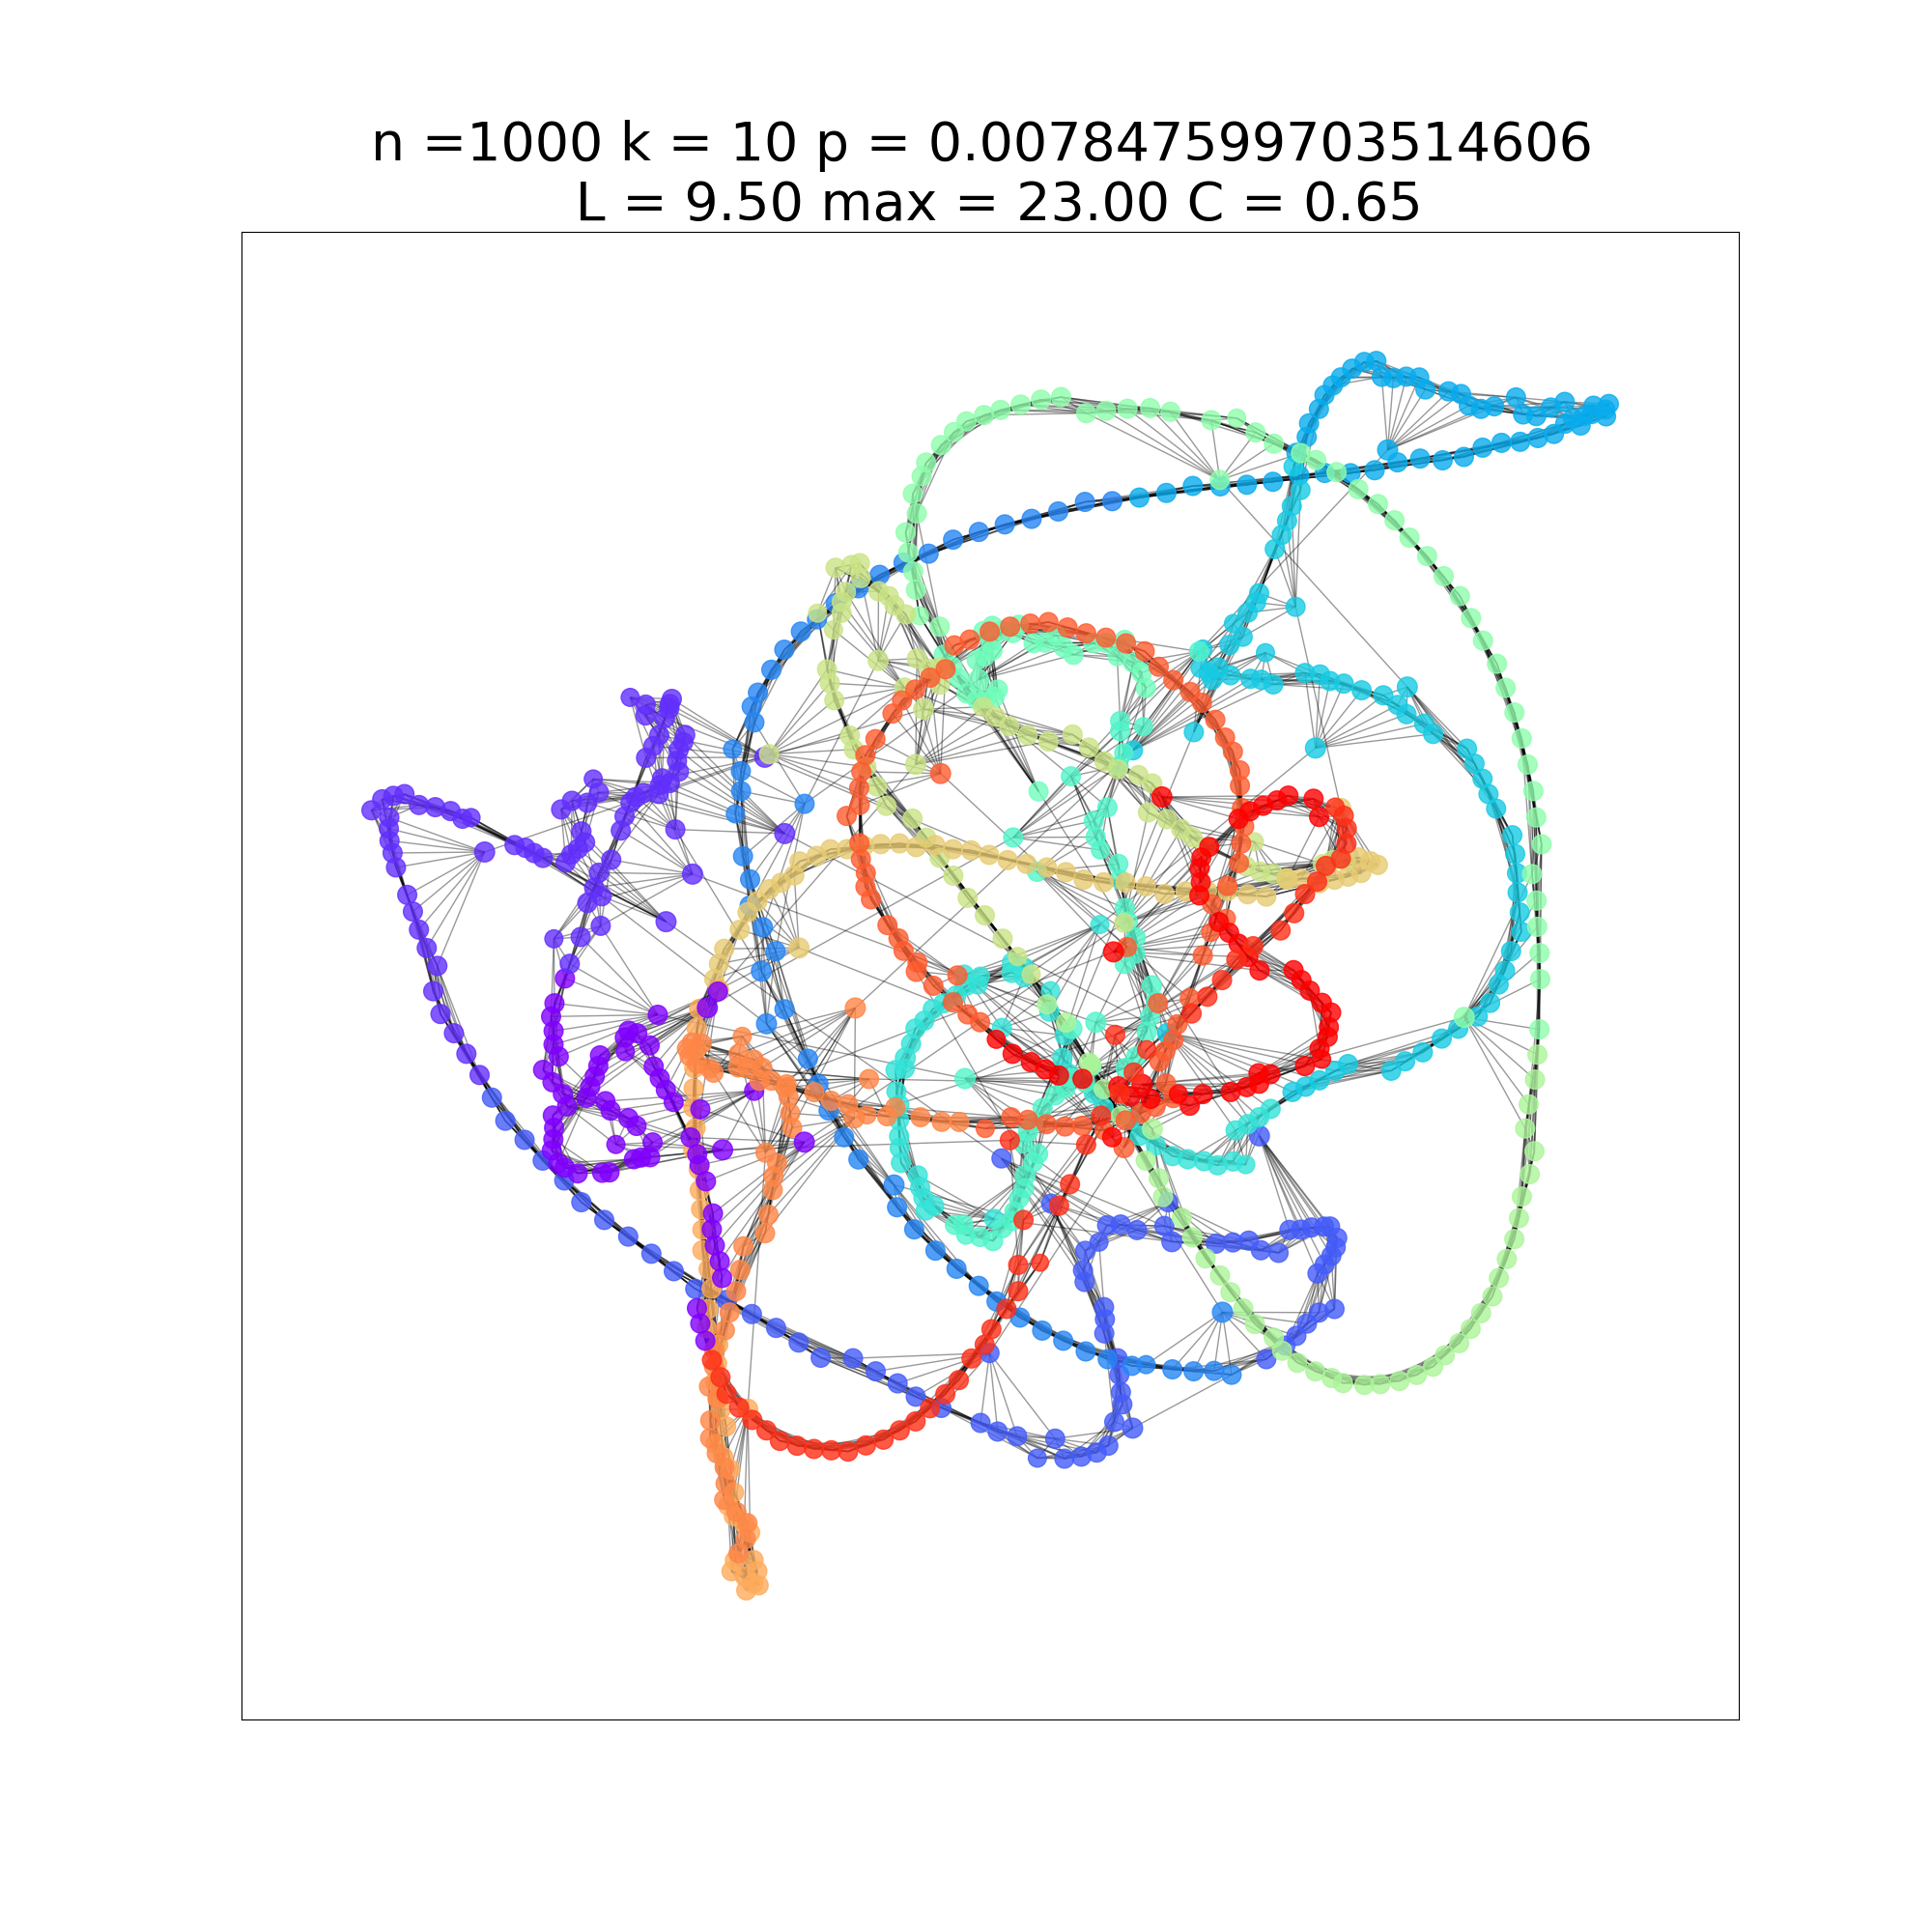 n =1000 k = 10 p = 0.007847599703514606
L = 9.50 max = 23.00 C = 0.65